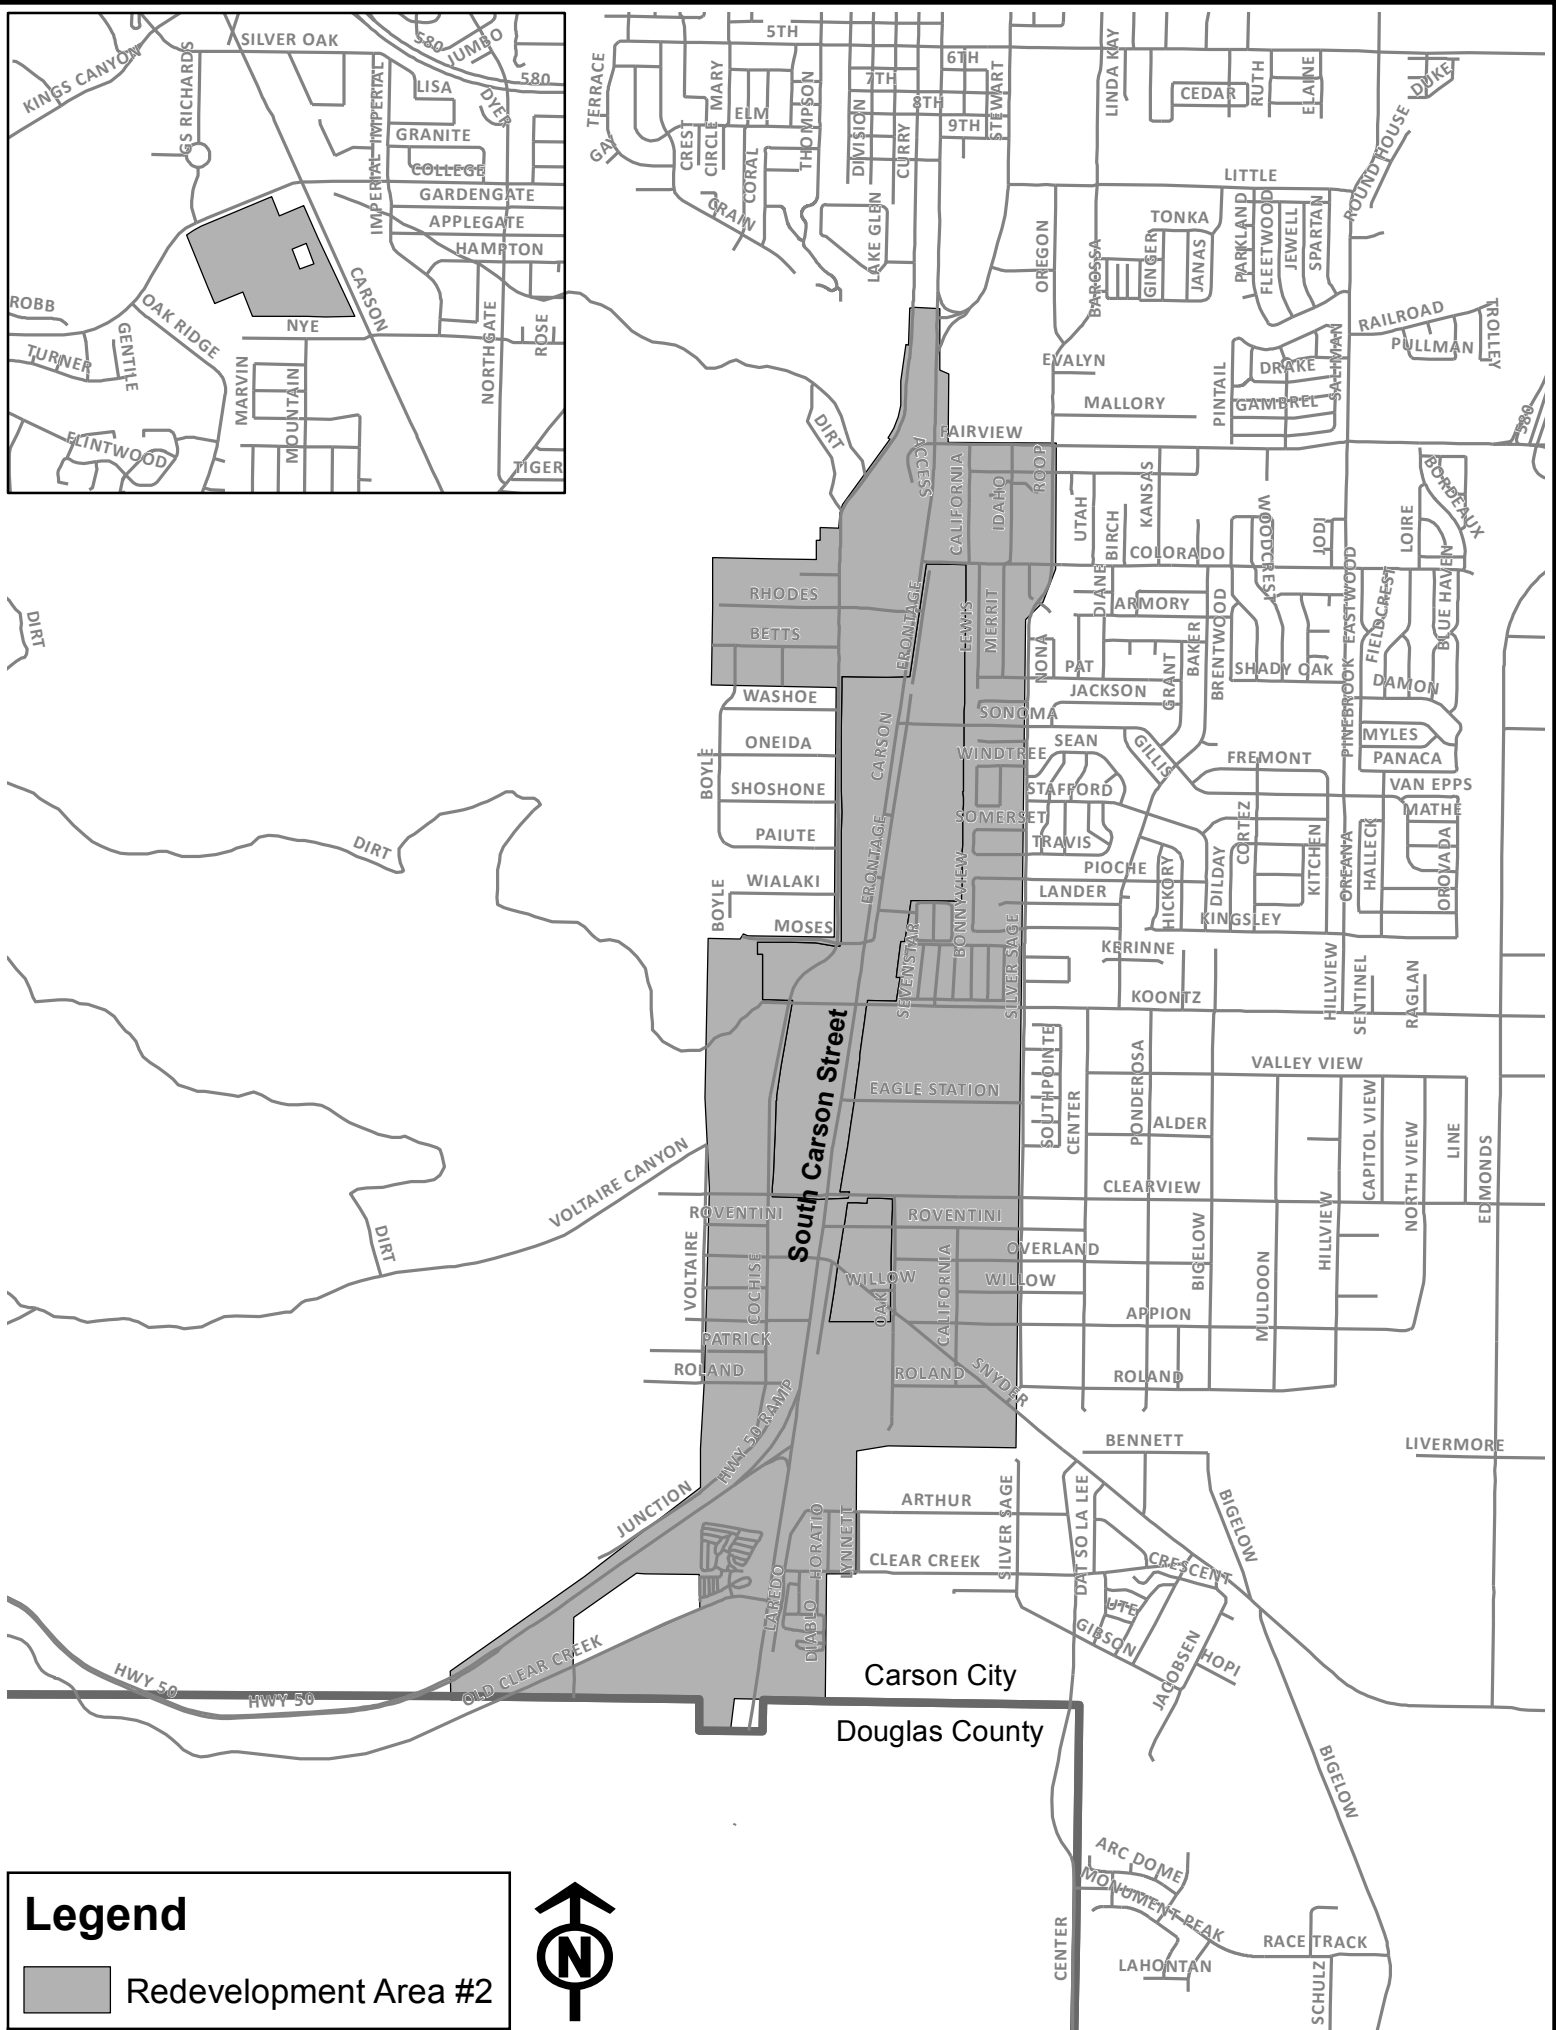 SILVER OAK
580
JUMBO
580
KINGS CANYON
GS RICHARDS
IMPERIAL
IMPERIAL
LISA
DYER
GRANITE
COLLEGE
GARDENGATE
APPLEGATE
HAMPTON
CARSON
ROBB
OAK RIDGE
NYE
TURNER
GENTILE
MARVIN
MOUNTAIN
NORTHGATE
ROSE
FLINTWOOD
TIGER
5TH
6TH
7TH
8TH
9TH
TERRACE
GAY
CREST
CIRCLE
MARY
ELM
CORAL
THOMPSON
DIVISION
CURRY
STEWART
CRAIN
LAKE GLEN
LINDA KAY
CEDAR
RUTH
ELAINE
DUKE
ROUND HOUSE
LITTLE
OREGON
BAROSSA
TONKA
GINGER
JANAS
PARKLAND
FLEETWOOD
JEWELL
SPARTAN
RAILROAD
PULLMAN
TROLLEY
EVALYN
MALLORY
PINTAIL
DRAKE
GAMBREL
SALIMAN
580
DIRT
FAIRVIEW
ACCESS
CALIFORNIA
IDAHO
ROOP
UTAH
BIRCH
KANSAS
COLORADO
WOODCREST
JODI
LOIRE
BORDEAUX
RHODES
BETTS
FRONTAGE
LEWIS
MERRIT
NONA
DIANE
ARMORY
PAT
JACKSON
GRANT
BAKER
BRENTWOOD
SHADY OAK
EASTWOOD
FIELDCREST
BLUE HAVEN
DAMON
DIRT
WASHOE
ONEIDA
BOYLE
SHOSHONE
PAIUTE
WIALAKI
BOYLE
MOSES
CARSON
FRONTAGE
SONOMA
WINDTREE
SEAN
GILLIS
STAFFORD
SOMERSET
TRAVIS
FREMONT
PINEBROOK
MYLES
PANACA
VAN EPPS
MATHE
PIOCHE
LANDER
HICKORY
DILDAY
CORTEZ
KITCHEN
OREANA
HALLECK
OROVADA
KINGSLEY
DIRT
BONNYVIEW
SEVENSTAR
SILVER SAGE
KERINNE
KOONTZ
HILLVIEW
SENTINEL
RAGLAN
South Carson Street
EAGLE STATION
SOUTHPOINTE
CENTER
PONDEROSA
VALLEY VIEW
ALDER
CAPITOL VIEW
NORTH VIEW
LINE
EDMONDS
CLEARVIEW
VOLTAIRE CANYON
DIRT
ROVENTINI
ROVENTINI
VOLTAIRE
COCHISE
OVERLAND
WILLOW
WILLOW
OAK
CALIFORNIA
BIGELOW
MULDOON
HILLVIEW
APPION
PATRICK
ROLAND
ROLAND
SNYDER
ROLAND
HWY 50 RAMP
JUNCTION
BENNETT
LIVERMORE
HORATIO
LYNNETT
ARTHUR
SILVER SAGE
DAT SO LA LEE
BIGELOW
CLEAR CREEK
CRESCENT
LAREDO
DIABLO
UTE
GIBSON
JACOBSEN
HOPI
HWY 50
HWY 50
OLD CLEAR CREEK
Carson City
Douglas County
BIGELOW
ARC DOME
MONUMENT PEAK
CENTER
LAHONTAN
RACE TRACK
SCHULZ
Legend
Redevelopment Area #2
N